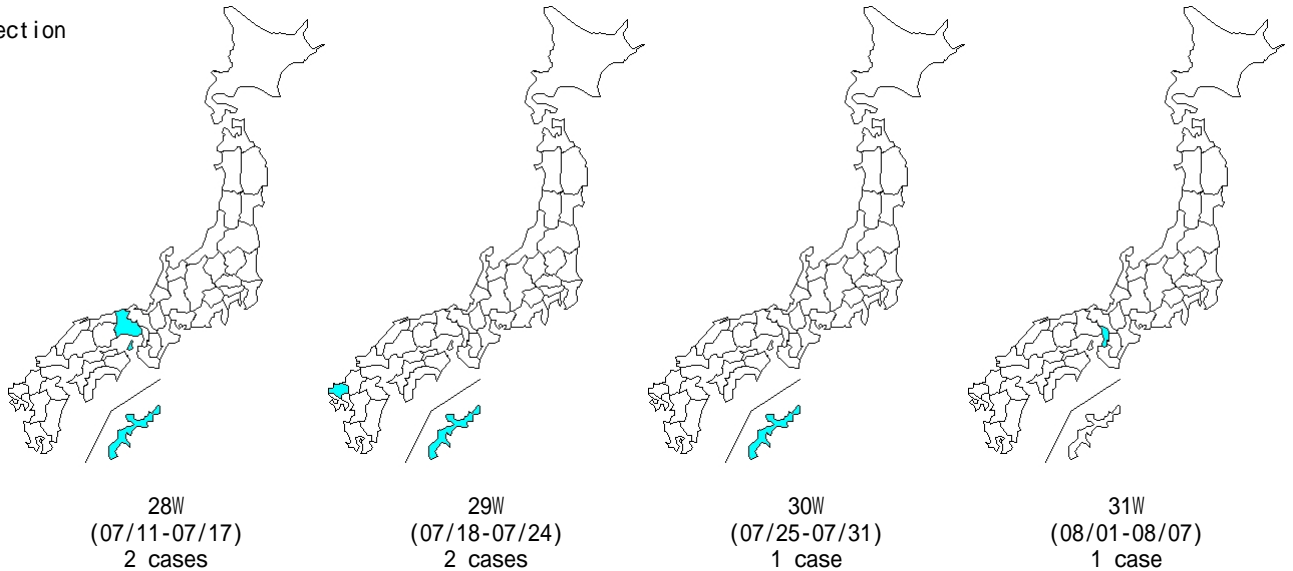 ection
28W
(07/11-07/17)
2 cases
29W
(07/18-07/24)
2 cases
30W
(07/25-07/31)
1 case
31W
(08/01-08/07)
1 case